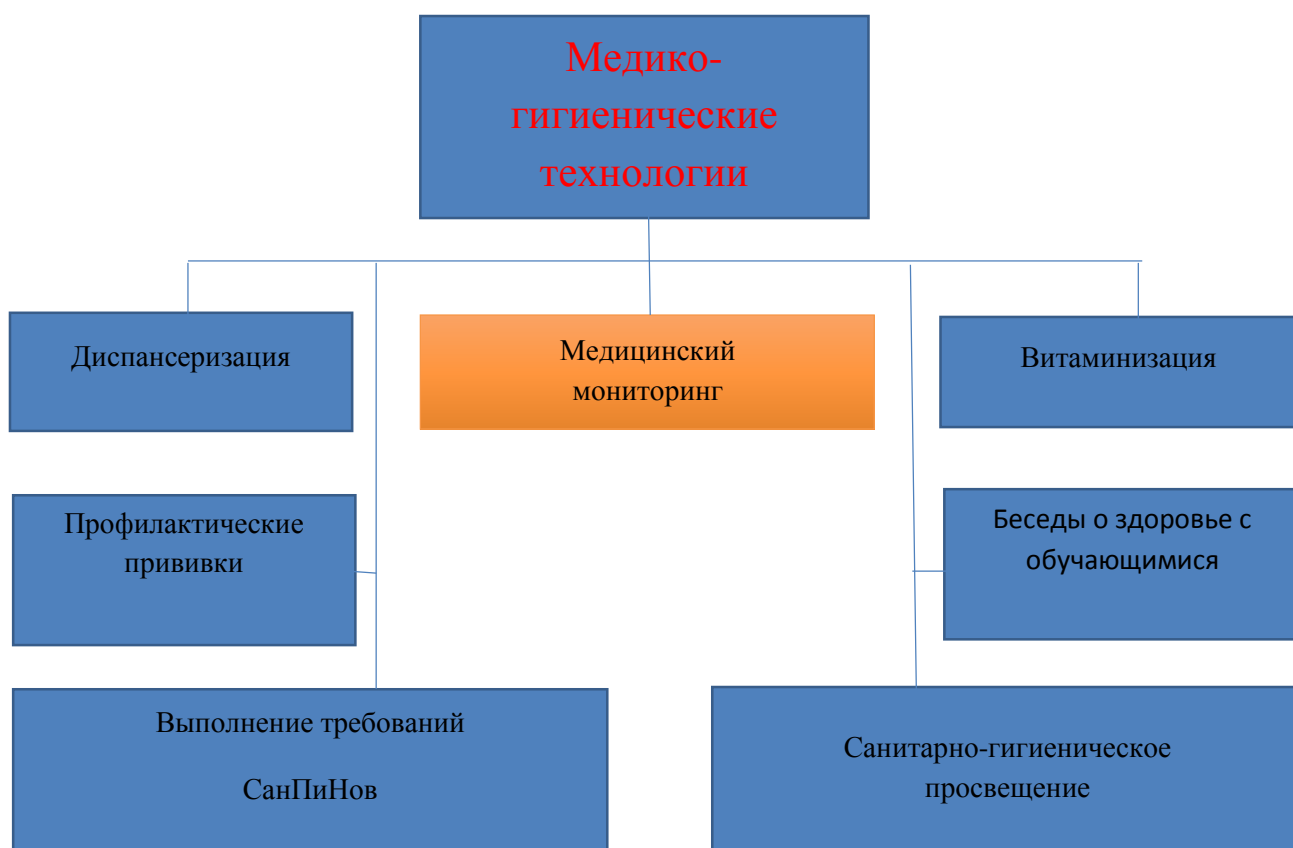 Медико-
гигиенические
технологии
Диспансеризация
Медицинский
мониторинг
Витаминизация
Профилактические
прививки
Беседы о здоровье с
обучающимися
Выполнение требований
СанПиНов
Санитарно-гигиеническое
просвещение